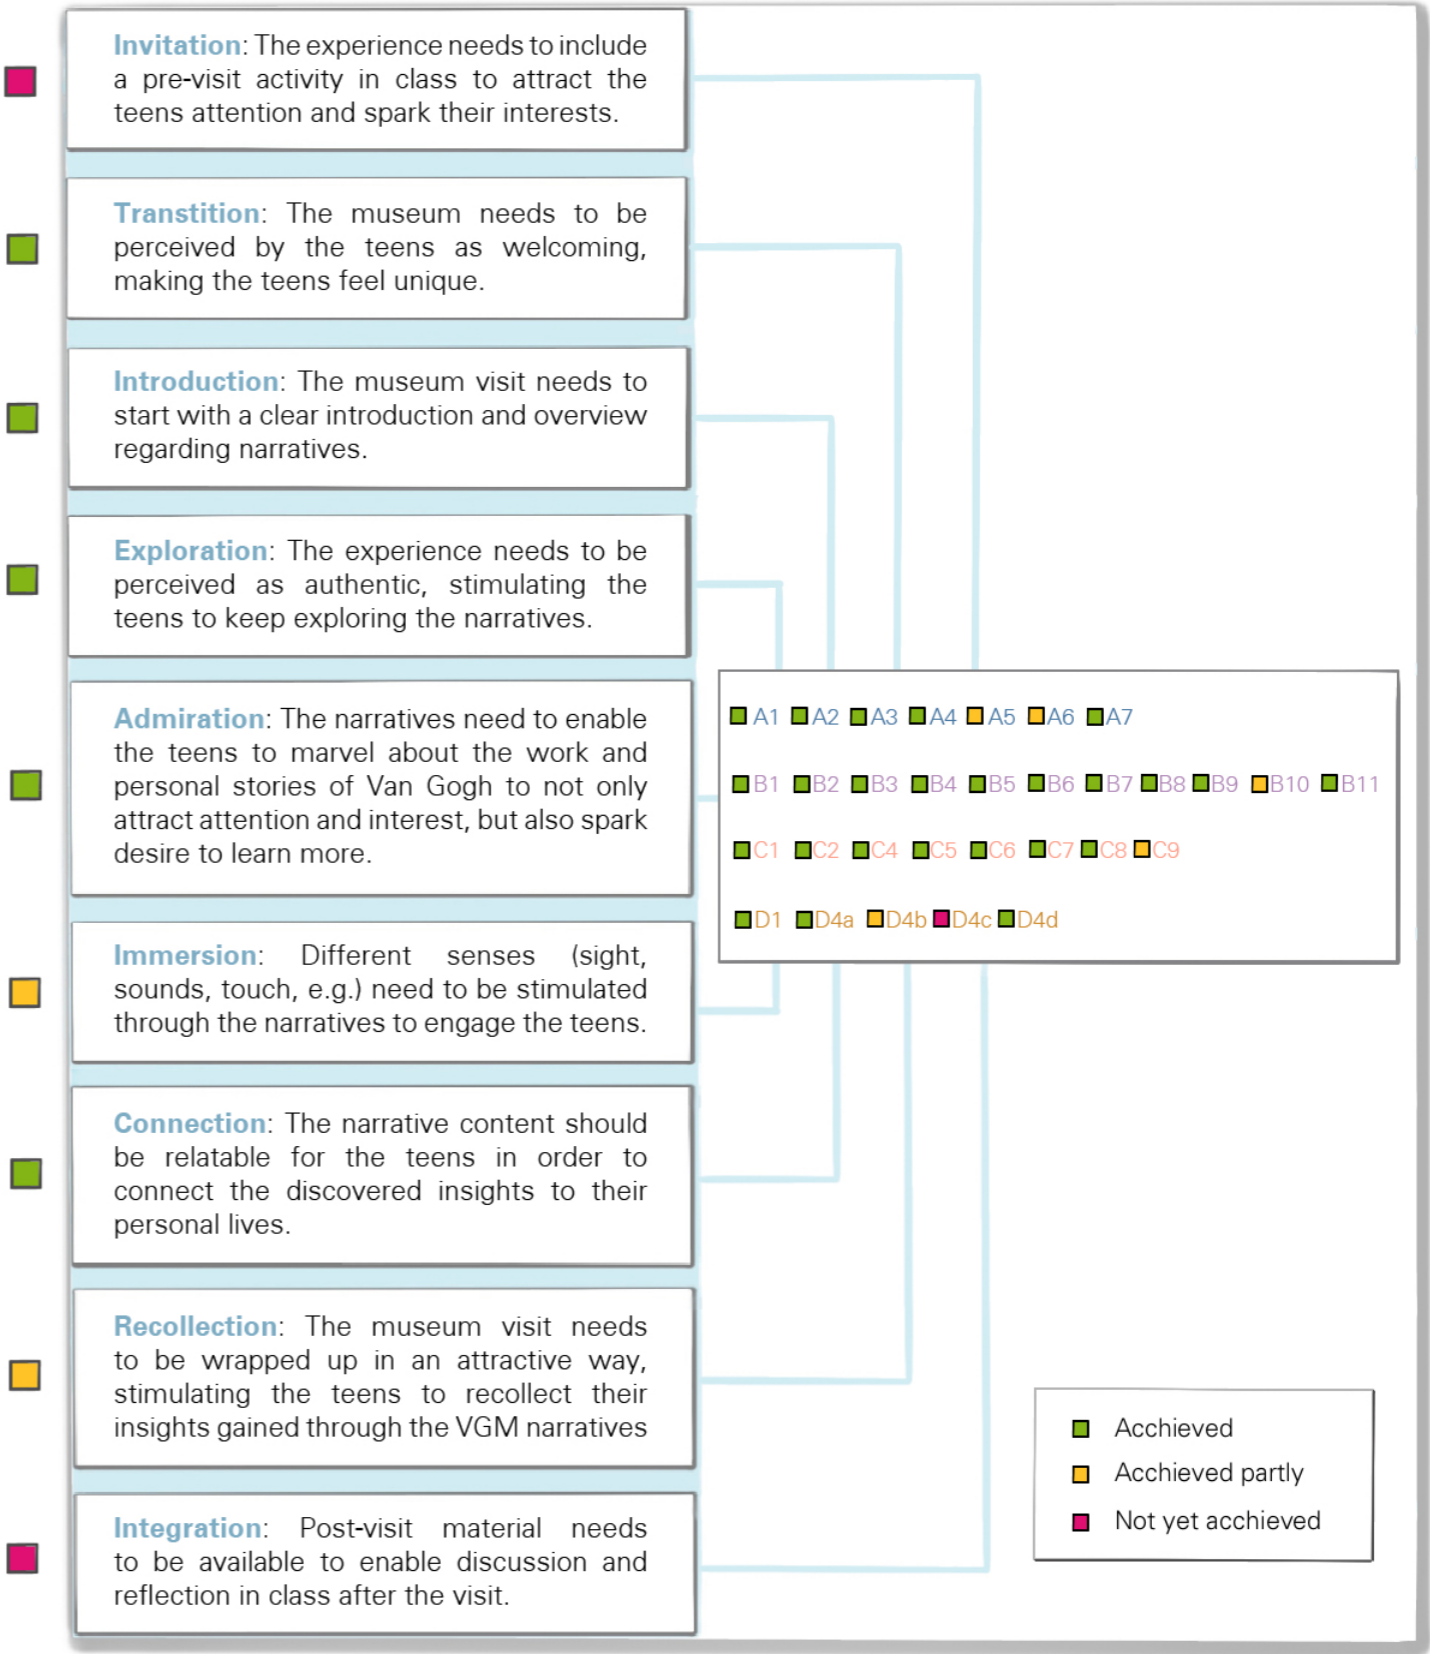 Invitation: The experience needs to include
a pre-visit activity in class to attract the
teens attention and spark their interests.
Transtition: The museum needs to be
perceived by the teens as welcoming,
making the teens feel unique.
Introduction: The museum visit needs to
start with a clear introduction and overview
regarding narratives.
Exploration: The experience needs to be
perceived as authentic, stimulating the
teens to keep exploring the narratives.
Admiration: The narratives need to enable
the teens to marvel about the work and
personal stories of Van Gogh to not only
attract attention and interest, but also spark
desire to learn more.
Immersion: Different senses (sight,
sounds, touch, e.g.) need to be stimulated
through the narratives to engage the teens.
Connection: The narrative content should
be relatable for the teens in order to
connect the discovered insights to their
personal lives.
Recollection: The museum visit needs
to be wrapped up in an attractive way,
stimulating the teens to recollect their
insights gained through the VGM narratives
Integration: Post-visit material needs
to be available to enable discussion and
reflection in class after the visit.
A1 A2 A3 A4 A5 A6 A7
B1 B2 B3 B4 B5 B6 B7 B8 B9 B10 B11
C1 C2 C4 C5 C6 C7 C8 C9
D1 D4a D4b D4c D4d
Acchieved
Acchieved partly
Not yet acchieved